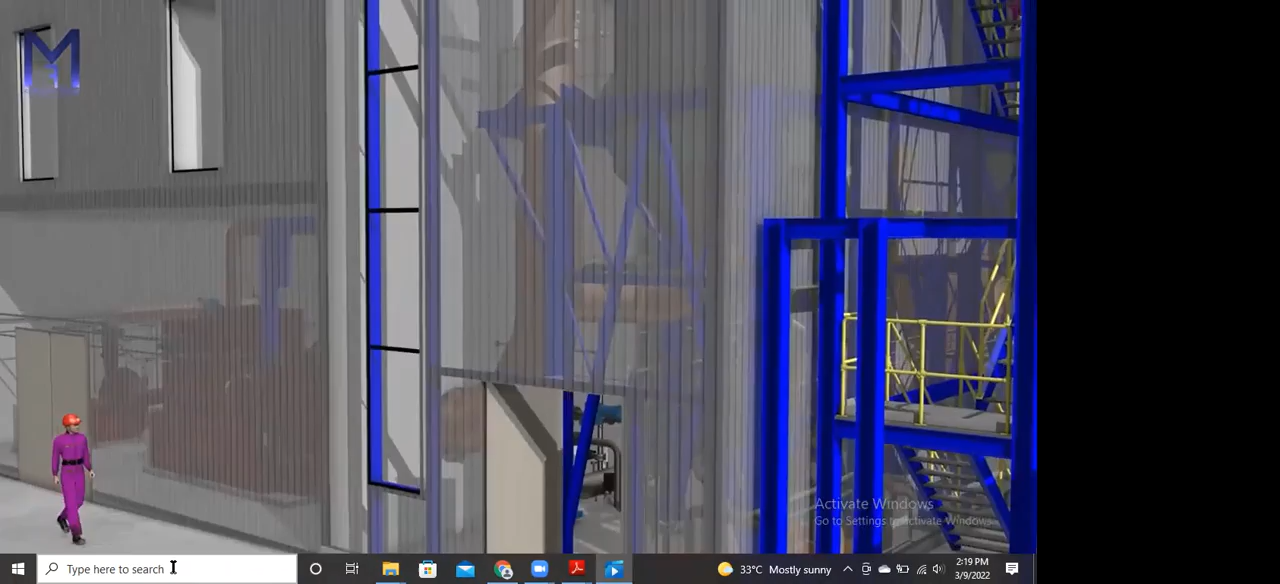 M
Activate Windows
Go to Settings to activate Windows.
Type here to search
33°C Mostly sunny
2:19 PM
3/9/2022